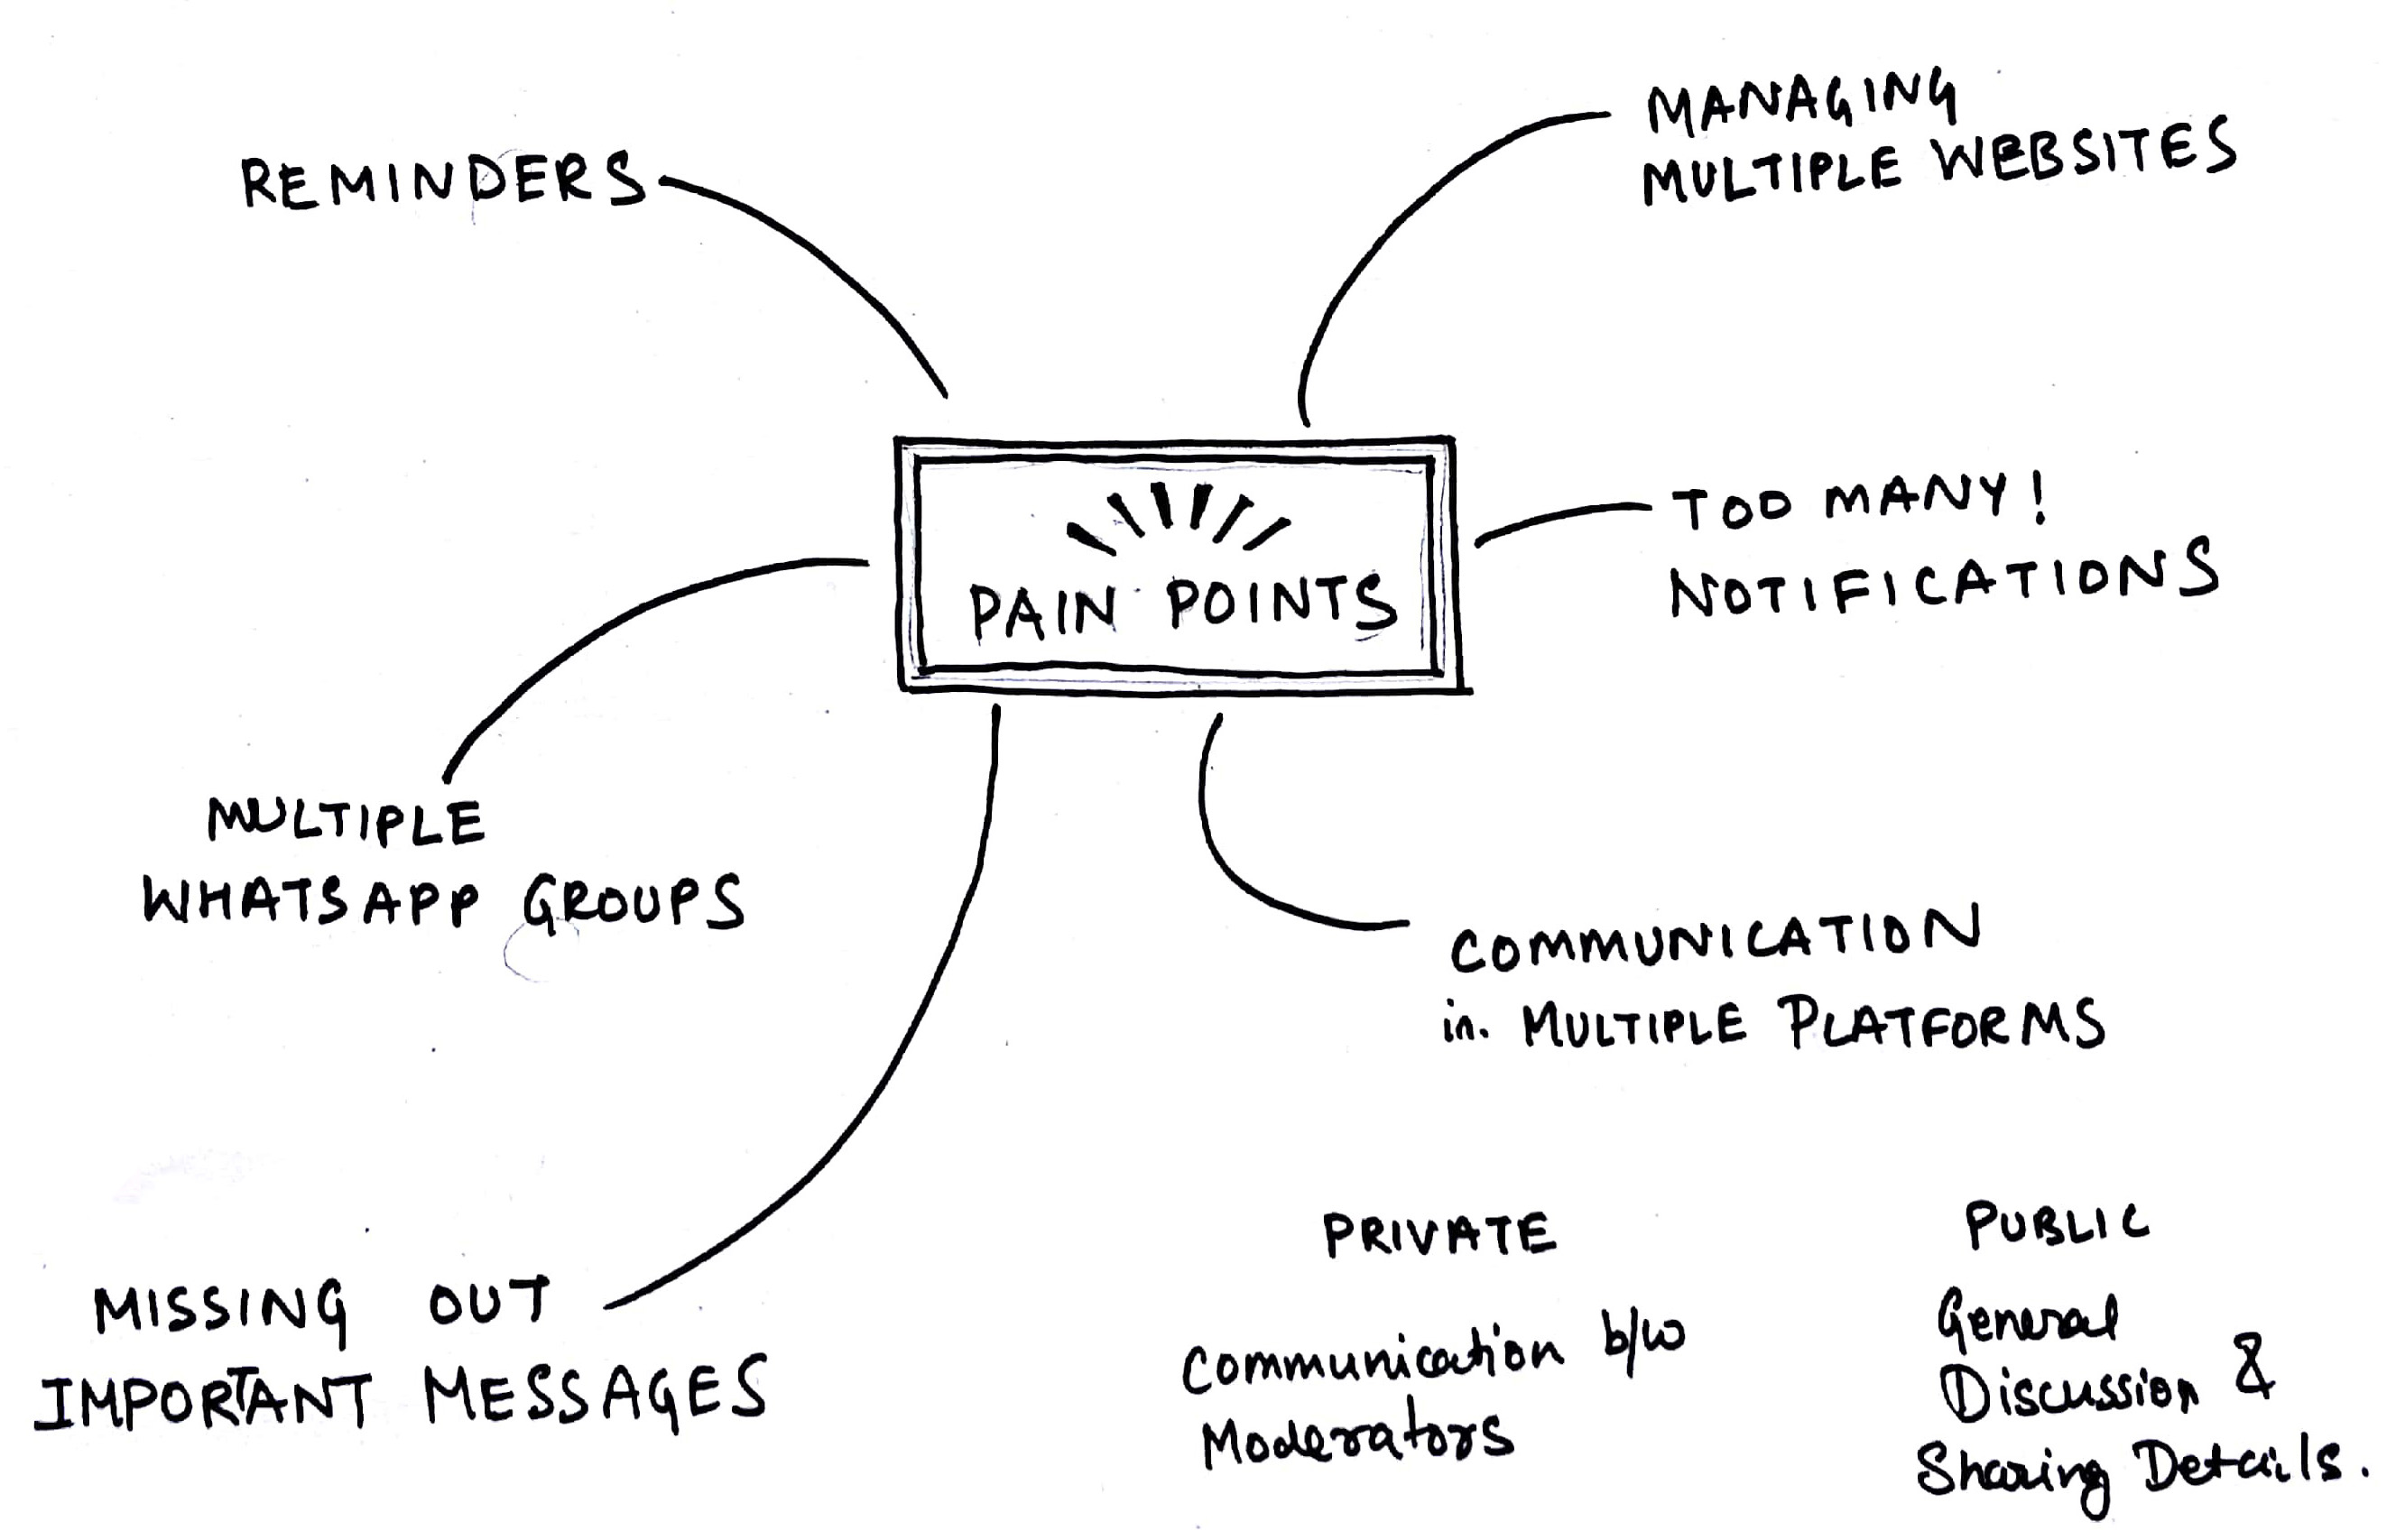 REMINDERS
MANAGING
MULTIPLE WEBSITES
PAIN POINTS
TOO MANY!
NOTIFICATIONS
MULTIPLE
WHATSAPP GROUPS
COMMUNICATION
in. MULTIPLE PLATFORMS
MISSING OUT
IMPORTANT MESSAGES
PRIVATE
Communication b/w
Moderators
PUBLIC
General
Discussion &
Sharing Details.